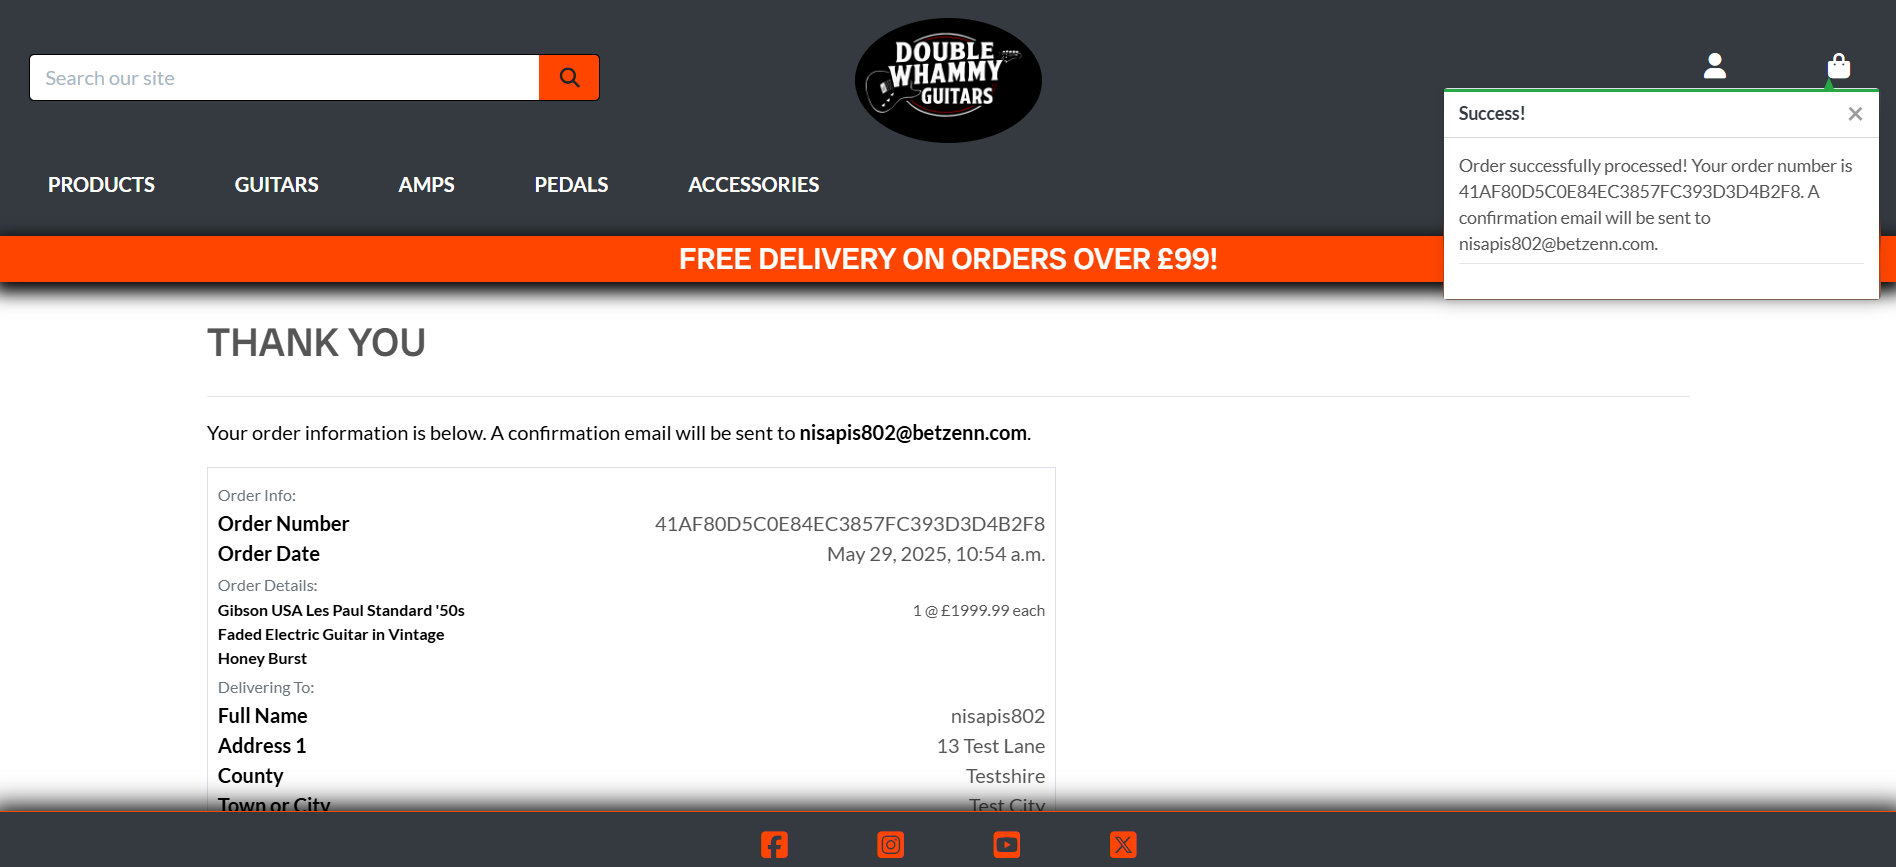 Search our site
DOUBLE
WHAMMY
GUITARS
PRODUCTS
GUITARS
AMPS
PEDALS
ACCESSORIES
Success!
×
Order successfully processed! Your order number is
41AF80D5C0E84EC3857FC393D3D4B2F8. A
confirmation email will be sent to
nisapis802@betzenn.com.
FREE DELIVERY ON ORDERS OVER £99!
THANK YOU
Your order information is below. A confirmation email will be sent to nisapis802@betzenn.com.
Order Info:
Order Number 41AF80D5C0E84EC3857FC393D3D4B2F8
Order Date May 29, 2025, 10:54 a.m.
Order Details:
Gibson USA Les Paul Standard '50s 1 @ £1999.99 each
Faded Electric Guitar in Vintage
Honey Burst
Delivering To:
Full Name nisapis802
Address 1 13 Test Lane
County Testshire
Town or City Test City